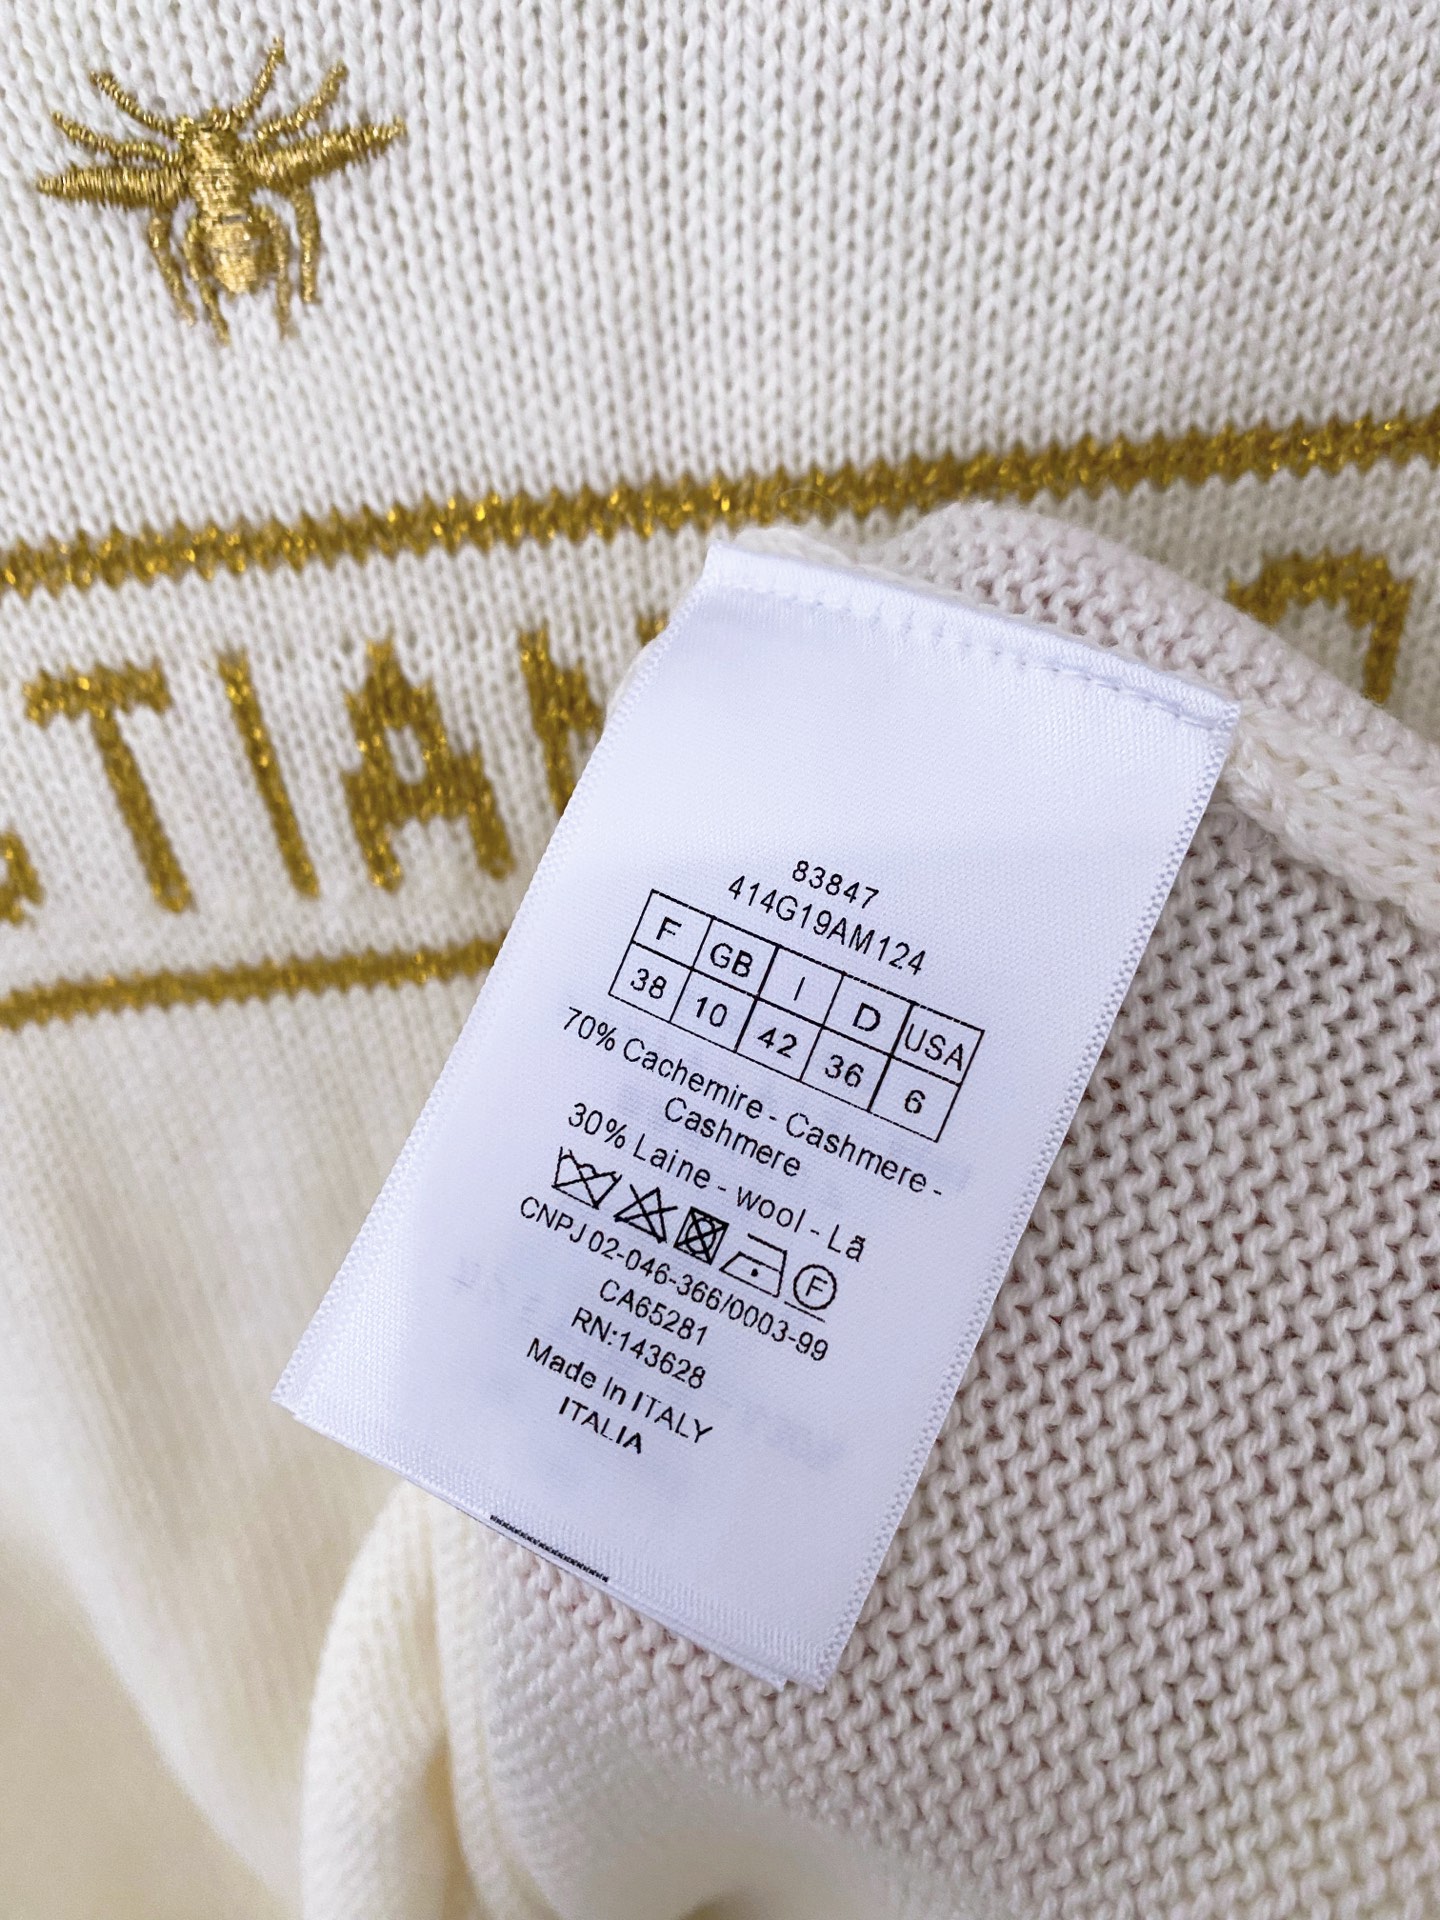 TIAN D
83847
414G19AM124
F GB I D USA
38 10 42 36 6
70% Cachemire - Cashmere -
Cashmere
30% Laine - wool - Lã
F
CNPJ 02-046-366/0003-99
CA65281
RN:143628
Made In ITALY
ITALIA